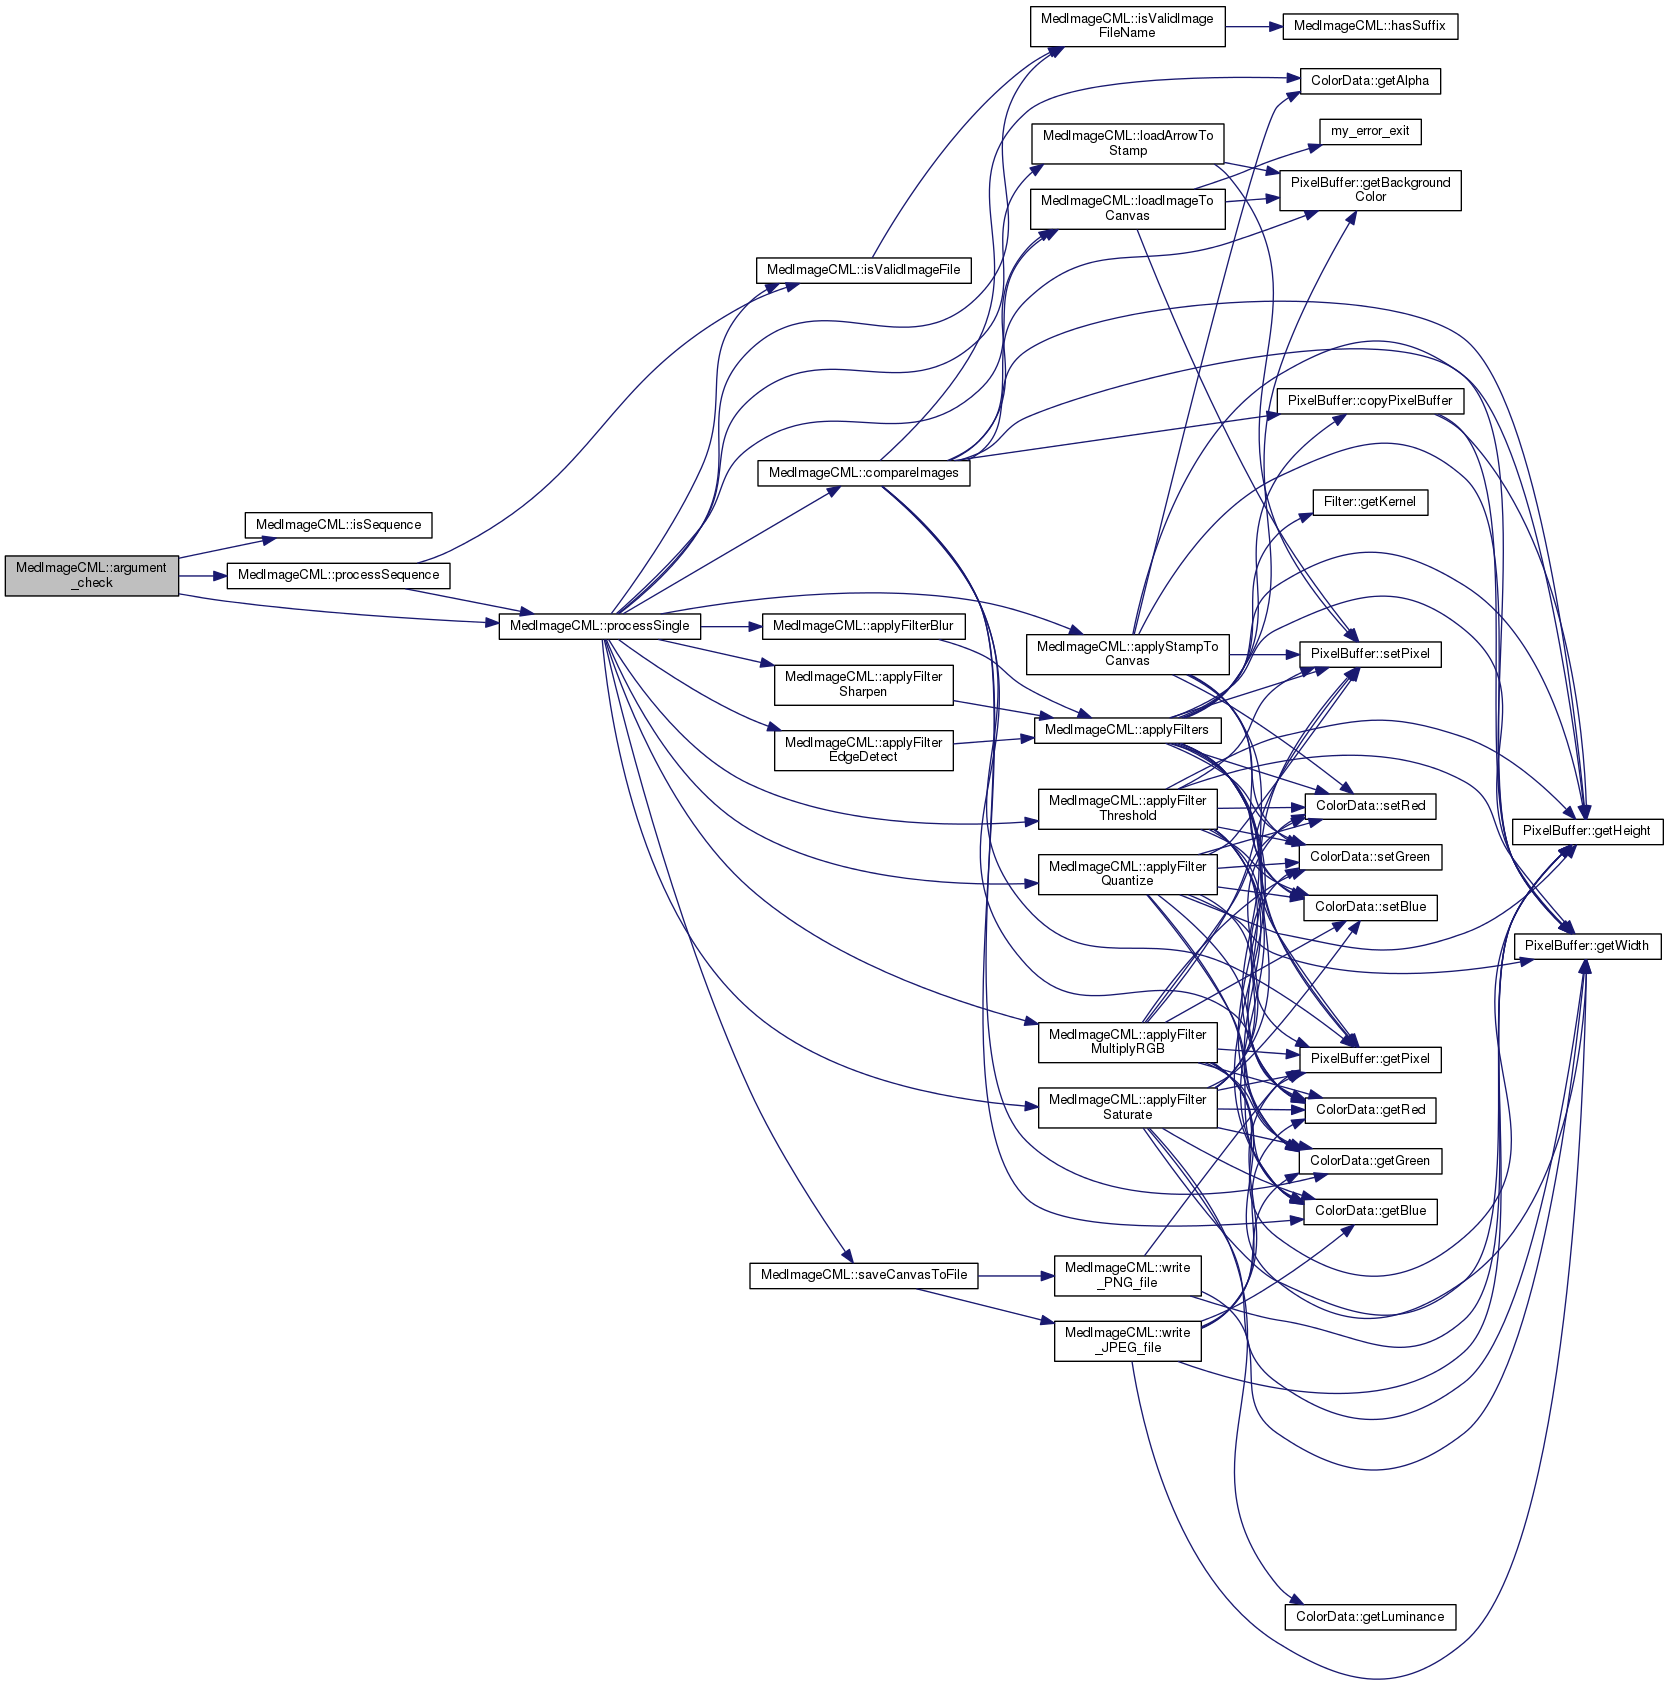 MedImageCML::argument
_check
MedImageCML::isSequence
MedImageCML::processSequence
MedImageCML::processSingle
MedImageCML::isValidImageFile
MedImageCML::compareImages
MedImageCML::applyFilterBlur
MedImageCML::applyFilter
Sharpen
MedImageCML::applyFilter
EdgeDetect
MedImageCML::saveCanvasToFile
MedImageCML::isValidImage
FileName
MedImageCML::loadArrowTo
Stamp
MedImageCML::loadImageTo
Canvas
MedImageCML::applyStampTo
Canvas
MedImageCML::applyFilters
MedImageCML::applyFilter
Threshold
MedImageCML::applyFilter
Quantize
MedImageCML::applyFilter
MultiplyRGB
MedImageCML::applyFilter
Saturate
MedImageCML::write
_PNG_file
MedImageCML::write
_JPEG_file
MedImageCML::hasSuffix
ColorData::getAlpha
my_error_exit
PixelBuffer::getBackground
Color
PixelBuffer::copyPixelBuffer
Filter::getKernel
PixelBuffer::setPixel
ColorData::setRed
ColorData::setGreen
ColorData::setBlue
PixelBuffer::getPixel
ColorData::getRed
ColorData::getGreen
ColorData::getBlue
ColorData::getLuminance
PixelBuffer::getHeight
PixelBuffer::getWidth